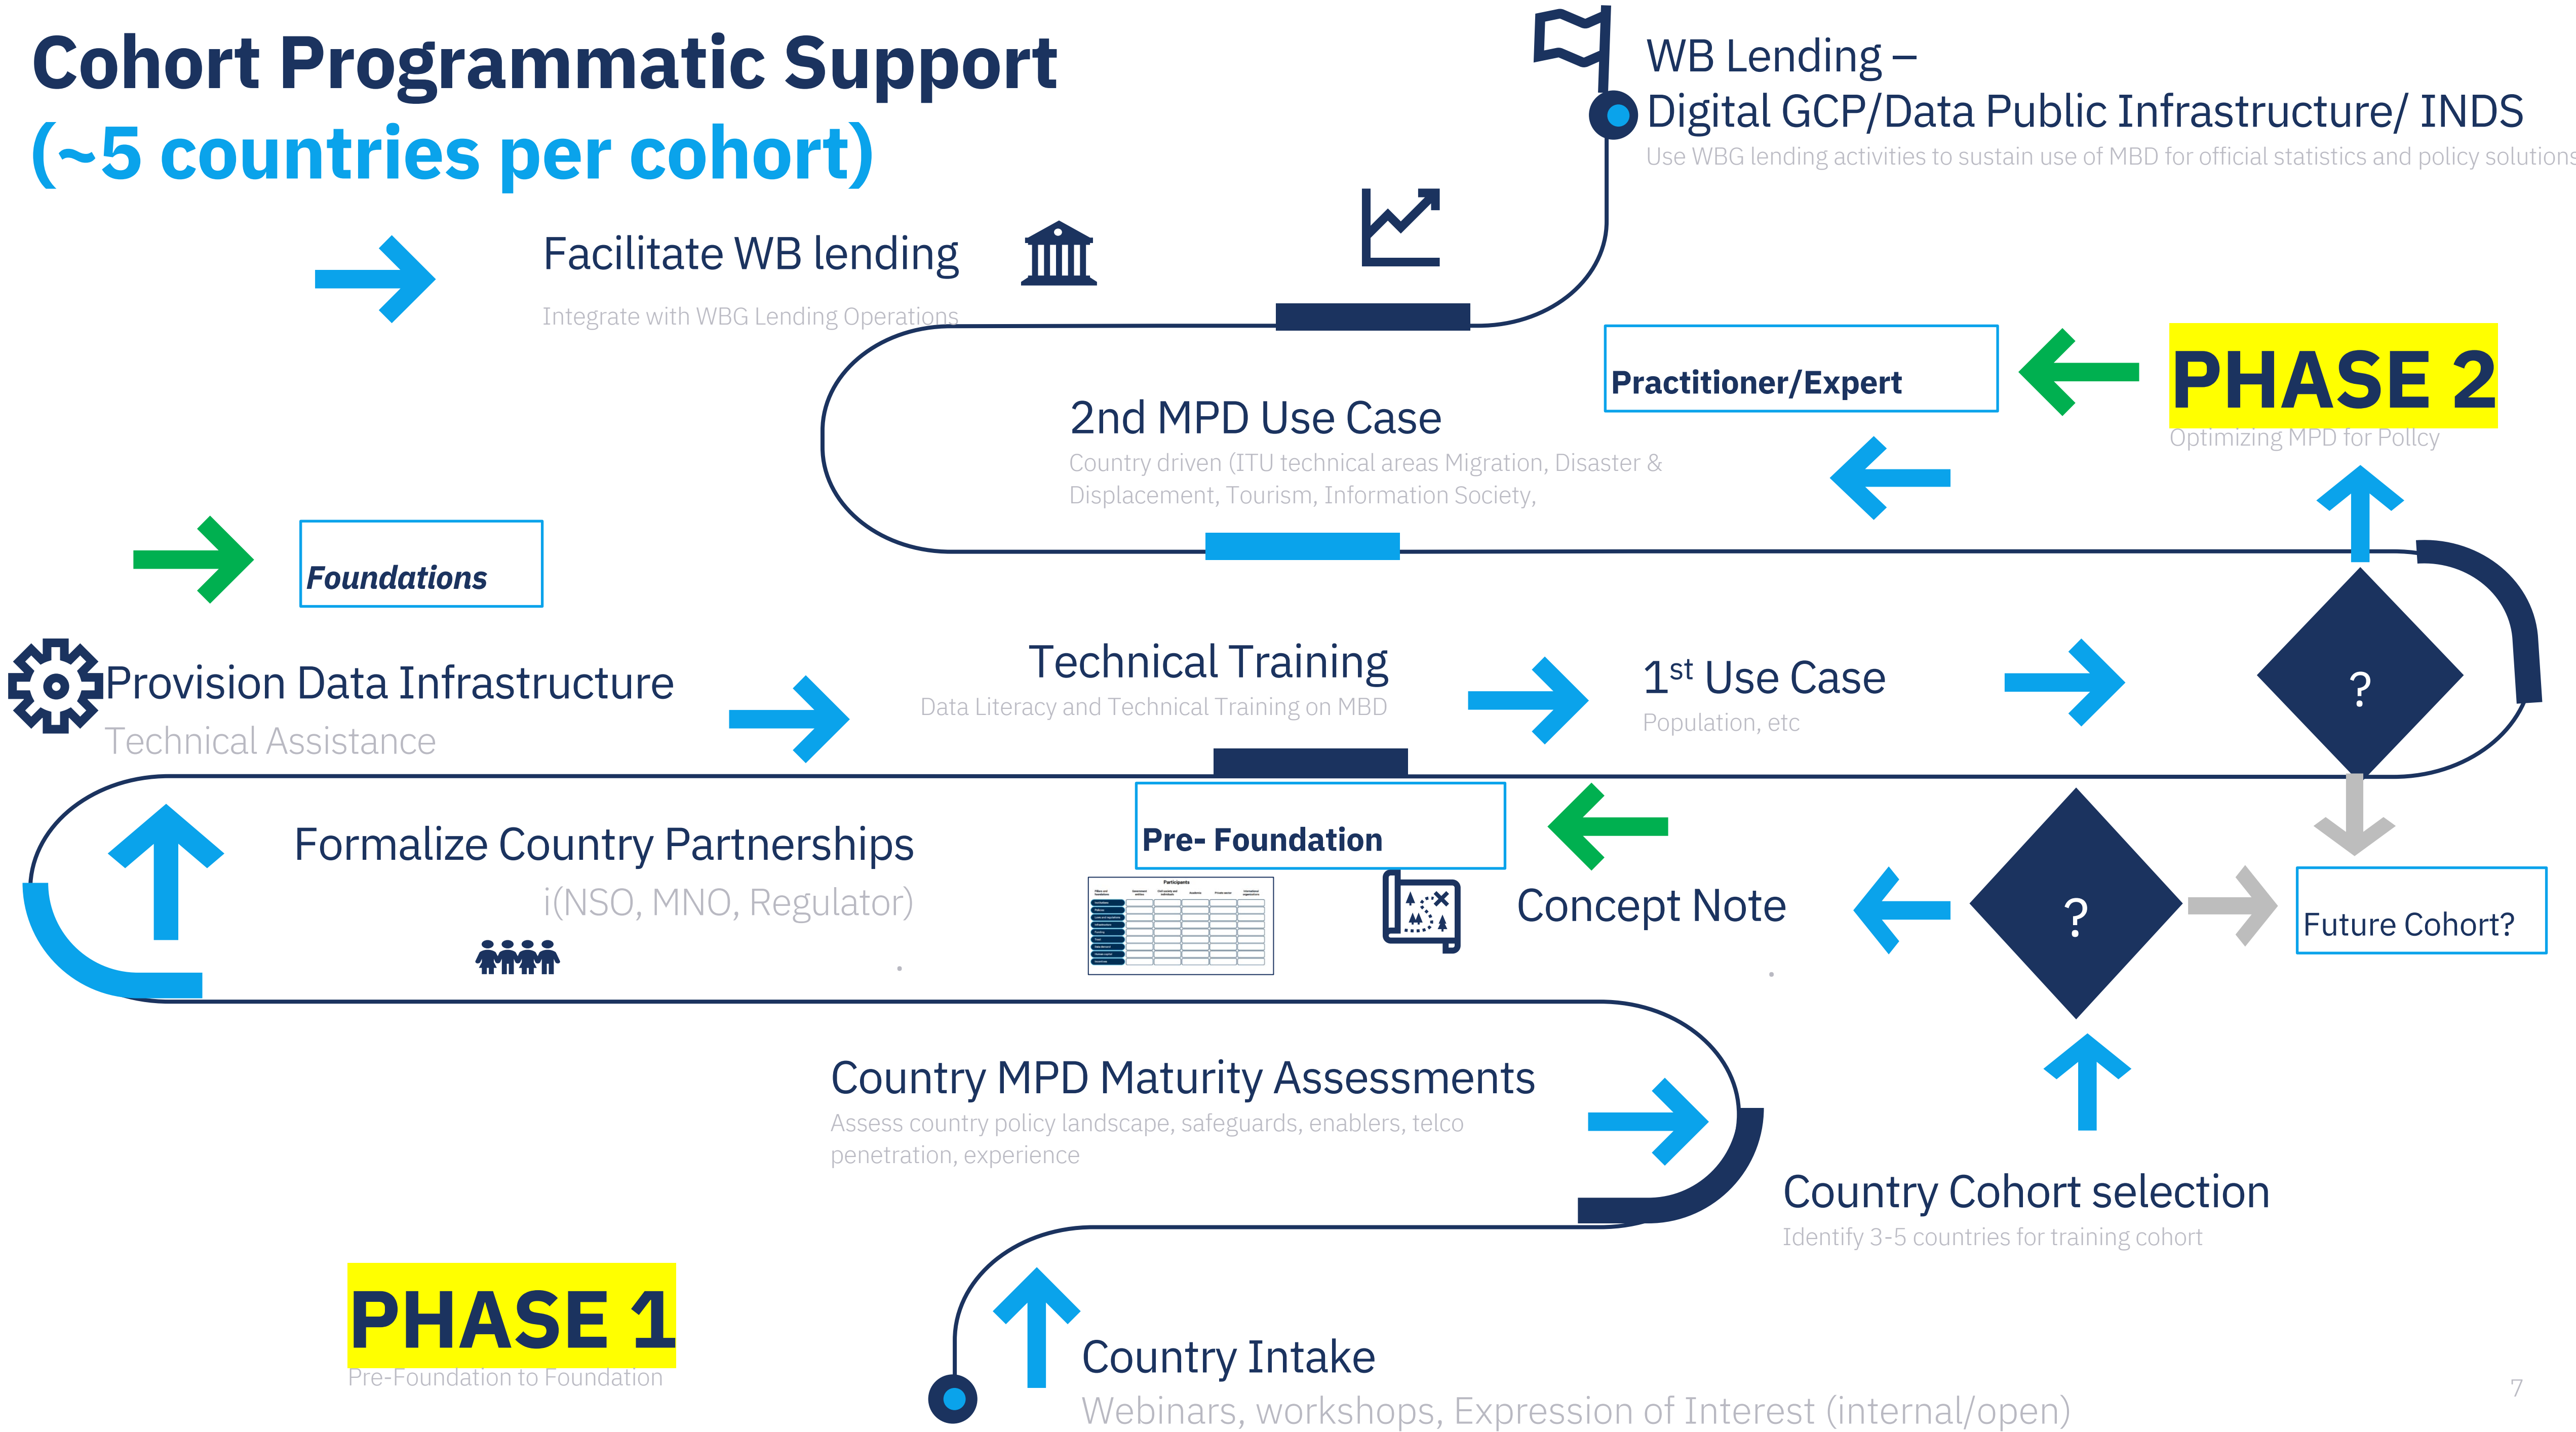 Cohort Programmatic Support
(~5 countries per cohort)
WB Lending –
Digital GCP/Data Public Infrastructure/ INDS
Use WBG lending activities to sustain use of MBD for official statistics and policy solutions
Facilitate WB lending
Integrate with WBG Lending Operations
Practitioner/Expert
PHASE 2
Optimizing MPD for Pollcy
2nd MPD Use Case
Country driven (ITU technical areas Migration, Disaster &
Displacement, Tourism, Information Society,
Foundations
Provision Data Infrastructure
Technical Assistance
Technical Training
Data Literacy and Technical Training on MBD
1st Use Case
Population, etc
?
Formalize Country Partnerships
i(NSO, MNO, Regulator)
.
Pre- Foundation
Participants
Concept Note
.
?
Future Cohort?
Country MPD Maturity Assessments
Assess country policy landscape, safeguards, enablers, telco
penetration, experience
Country Cohort selection
Identify 3-5 countries for training cohort
PHASE 1
Pre-Foundation to Foundation
Country Intake
Webinars, workshops, Expression of Interest (internal/open)
7